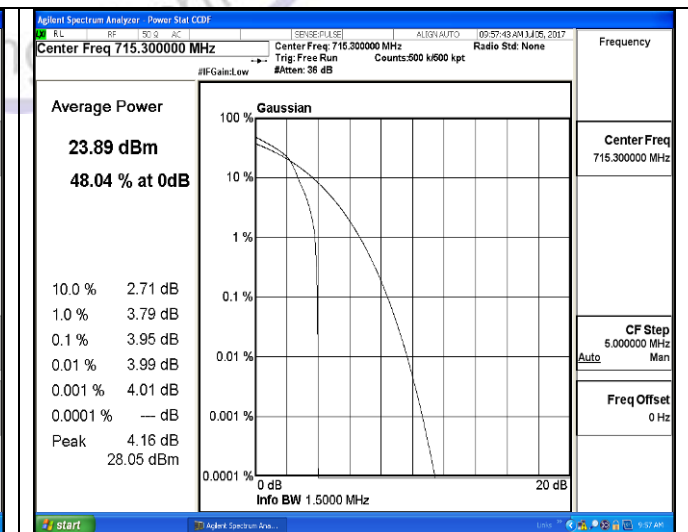 Agilent Spectrum Analyzer - Power Stat CCDF
RL RF 50 Ω AC SENSE:PULSE ALIGN AUTO 09:57:43 AM Jul 05, 2017
Center Freq 715.300000 MHz
Center Freq: 715.300000 MHz Radio Std: None
Trig: Free Run Counts:500 k/500 kpt
#IFGain:Low #Atten: 36 dB
Frequency
Average Power
23.89 dBm
48.04 % at 0dB
10.0 % 2.71 dB
1.0 % 3.79 dB
0.1 % 3.95 dB
0.01 % 3.99 dB
0.001 % 4.01 dB
0.0001 % --- dB
Peak 4.16 dB
28.05 dBm
Gaussian
100 %
10 %
1 %
0.1 %
0.01 %
0.001 %
0.0001 %
0 dB 20 dB
Info BW 1.5000 MHz
Center Freq
715.300000 MHz
CF Step
5.000000 MHz
Auto Man
Freq Offset
0 Hz
start
Agilent Spectrum Ana...
Links
9:57 AM